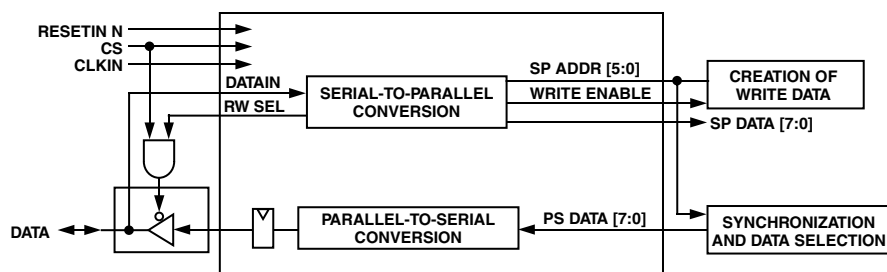 RESETIN N
CS
CLKIN
DATAIN
RW SEL
SERIAL-TO-PARALLEL
CONVERSION
SP ADDR [5:0]
WRITE ENABLE
SP DATA [7:0]
CREATION OF
WRITE DATA
DATA
PARALLEL-TO-SERIAL
CONVERSION
PS DATA [7:0]
SYNCHRONIZATION
AND DATA SELECTION